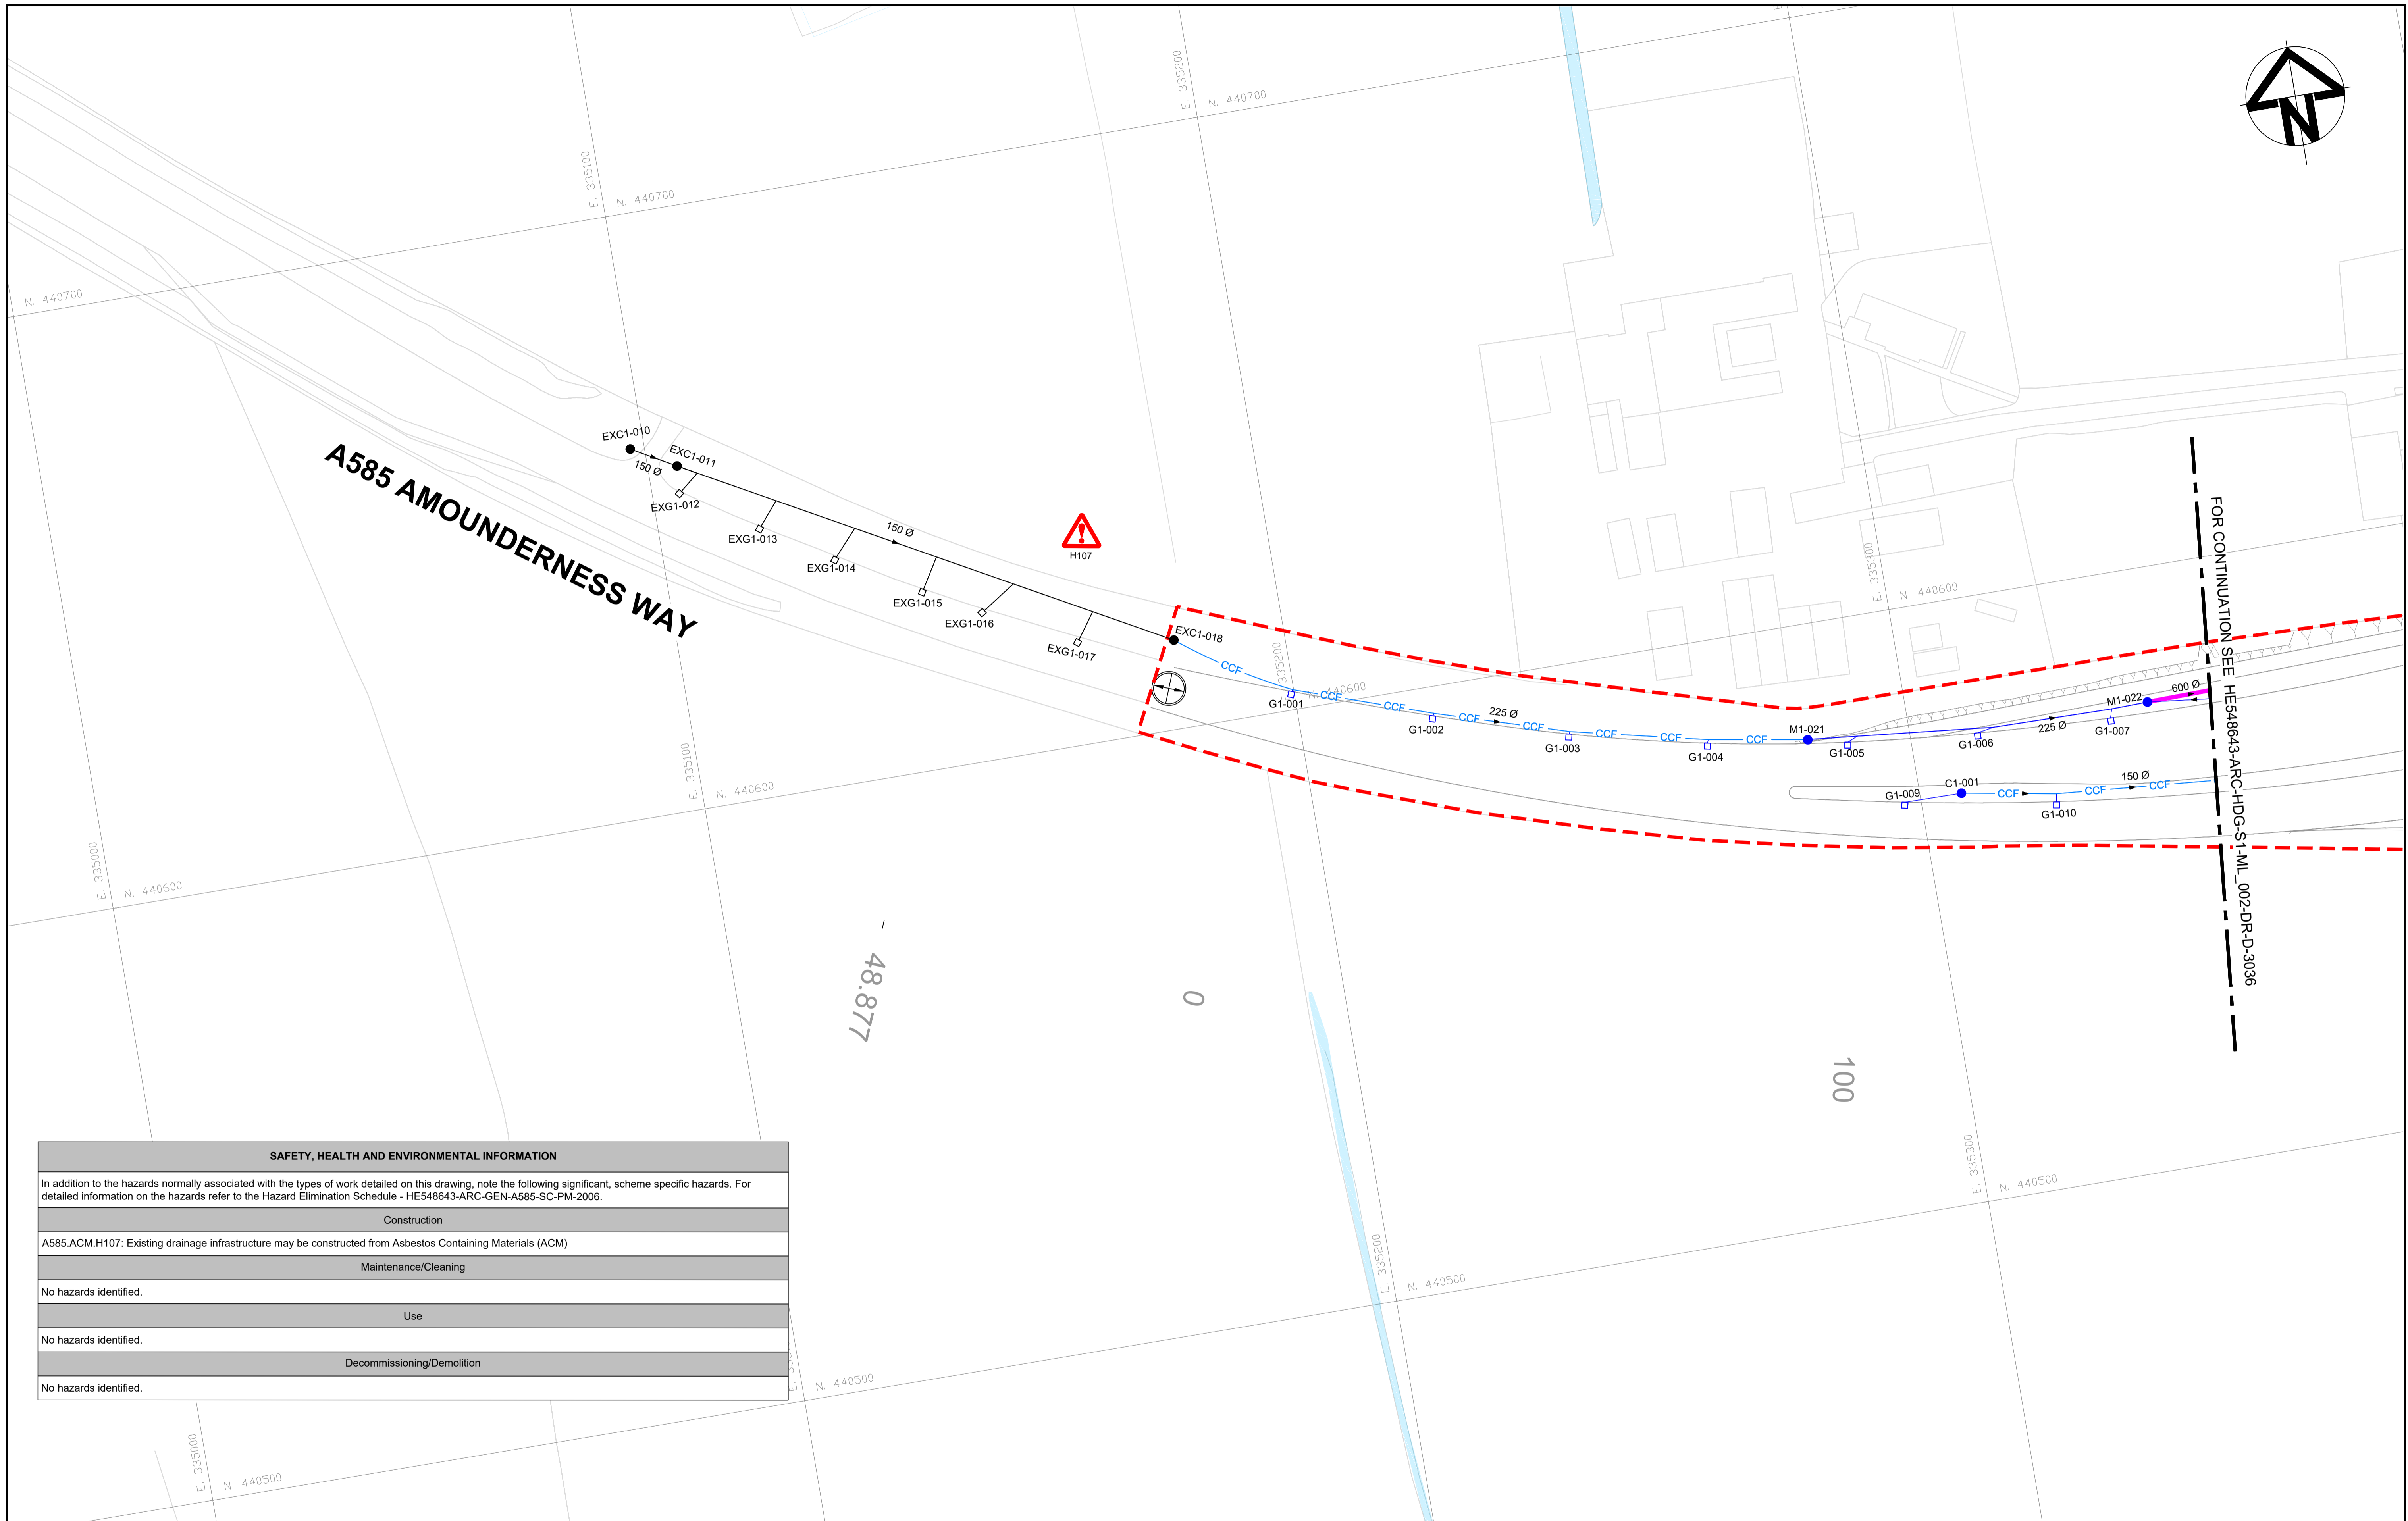 E. 335200
N. 440700
N
E. 335100
N. 440700
N. 440700
EXC1-010
EXC1-011
150 Ø
EXG1-012
A585 AMOUNDERNESS WAY
EXG1-013
150 Ø
EXG1-014
H107
EXG1-015
EXG1-016
EXG1-017
EXC1-018
CCF
E. 335200
N. 440600
G1-001
CCF
CCF
G1-002
CCF
225 Ø
CCF
G1-003
CCF
CCF
G1-004
CCF
M1-021
G1-005
E. 335300
N. 440600
G1-006
225 Ø
G1-007
M1-022
600 Ø
FOR CONTINUATION SEE HE548643-ARC-HDG-S1-ML_002-DR-D-3036
G1-009
C1-001
CCF
G1-010
CCF
150 Ø
CCF
E. 335100
N. 440600
E. 335000
N. 440600
- 48.877
0
100
E. 335300
N. 440500
E. 335200
N. 440500
N. 440500
E. 335000
N. 440500
SAFETY, HEALTH AND ENVIRONMENTAL INFORMATION
In addition to the hazards normally associated with the types of work detailed on this drawing, note the following significant, scheme specific hazards. For
detailed information on the hazards refer to the Hazard Elimination Schedule - HE548643-ARC-GEN-A585-SC-PM-2006.
Construction
A585.ACM.H107: Existing drainage infrastructure may be constructed from Asbestos Containing Materials (ACM)
Maintenance/Cleaning
No hazards identified.
Use
No hazards identified.
Decommissioning/Demolition
No hazards identified.